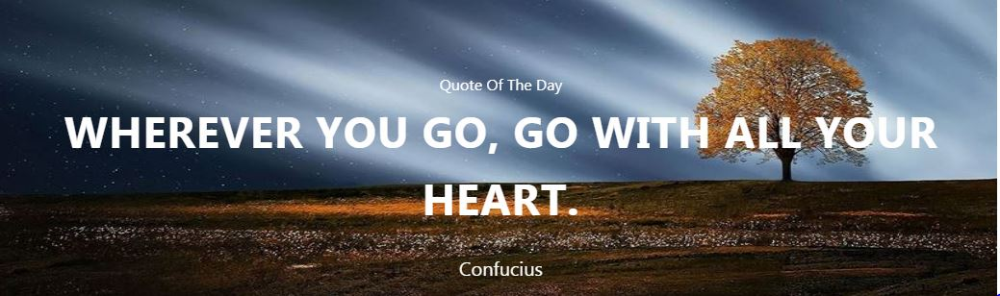 Quote Of The Day
WHEREVER YOU GO, GO WITH ALL YOUR
HEART.
Confucius